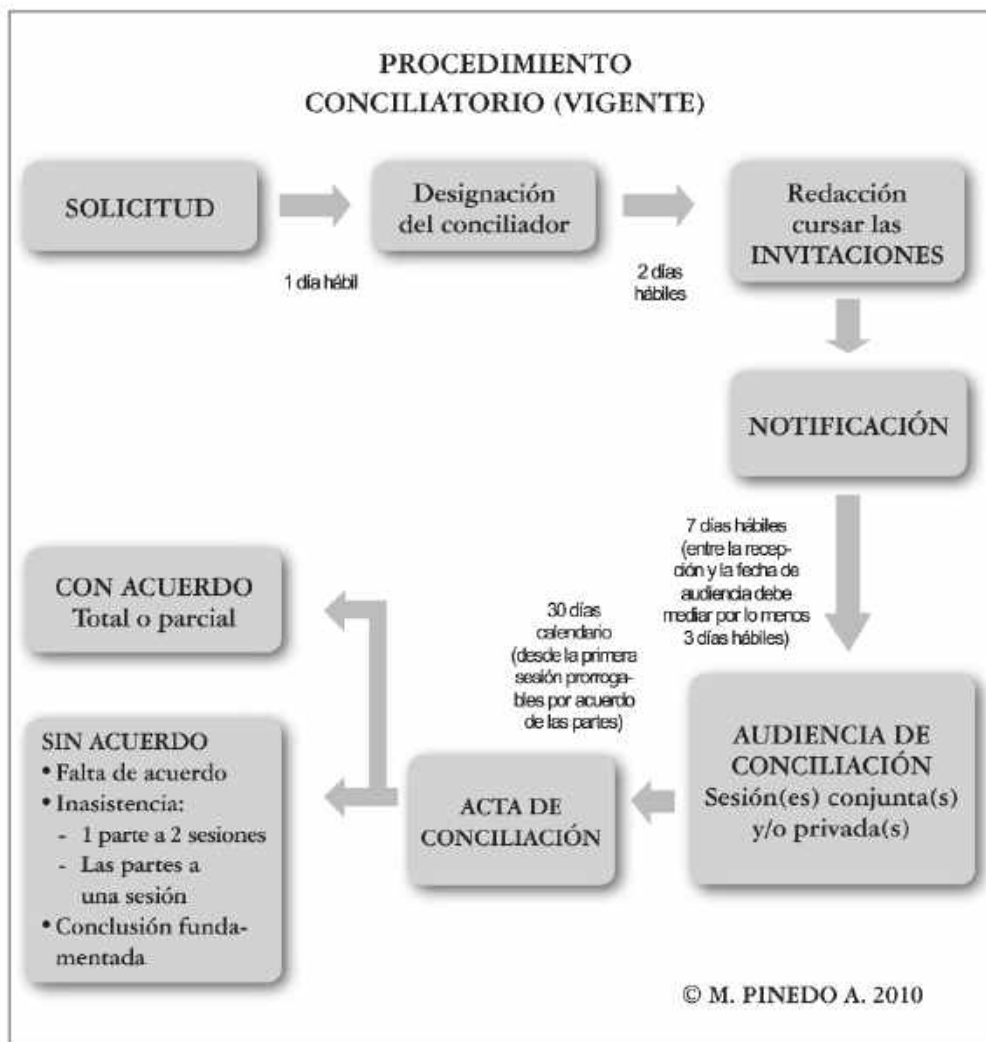 PROCEDIMIENTO
CONCILIATORIO (VIGENTE)
SOLICITUD
1 día hábil
Designación
del conciliador
2 días
hábiles
Redacción
cursar las
INVITACIONES
NOTIFICACIÓN
7 días hábiles
(entre la recep-
ción y la fecha de
audiencia debe
mediar por lo menos
3 días hábiles)
AUDIENCIA DE
CONCILIACIÓN
Sesión(es) conjunta(s)
y/o privada(s)
30 días
calendario
(desde la primera
sesión prorroga-
bles por acuerdo
de las partes)
ACTA DE
CONCILIACIÓN
CON ACUERDO
Total o parcial
SIN ACUERDO
• Falta de acuerdo
• Inasistencia:
- 1 parte a 2 sesiones
- Las partes a
una sesión
• Conclusión funda-
mentada
© M. PINEDO A. 2010